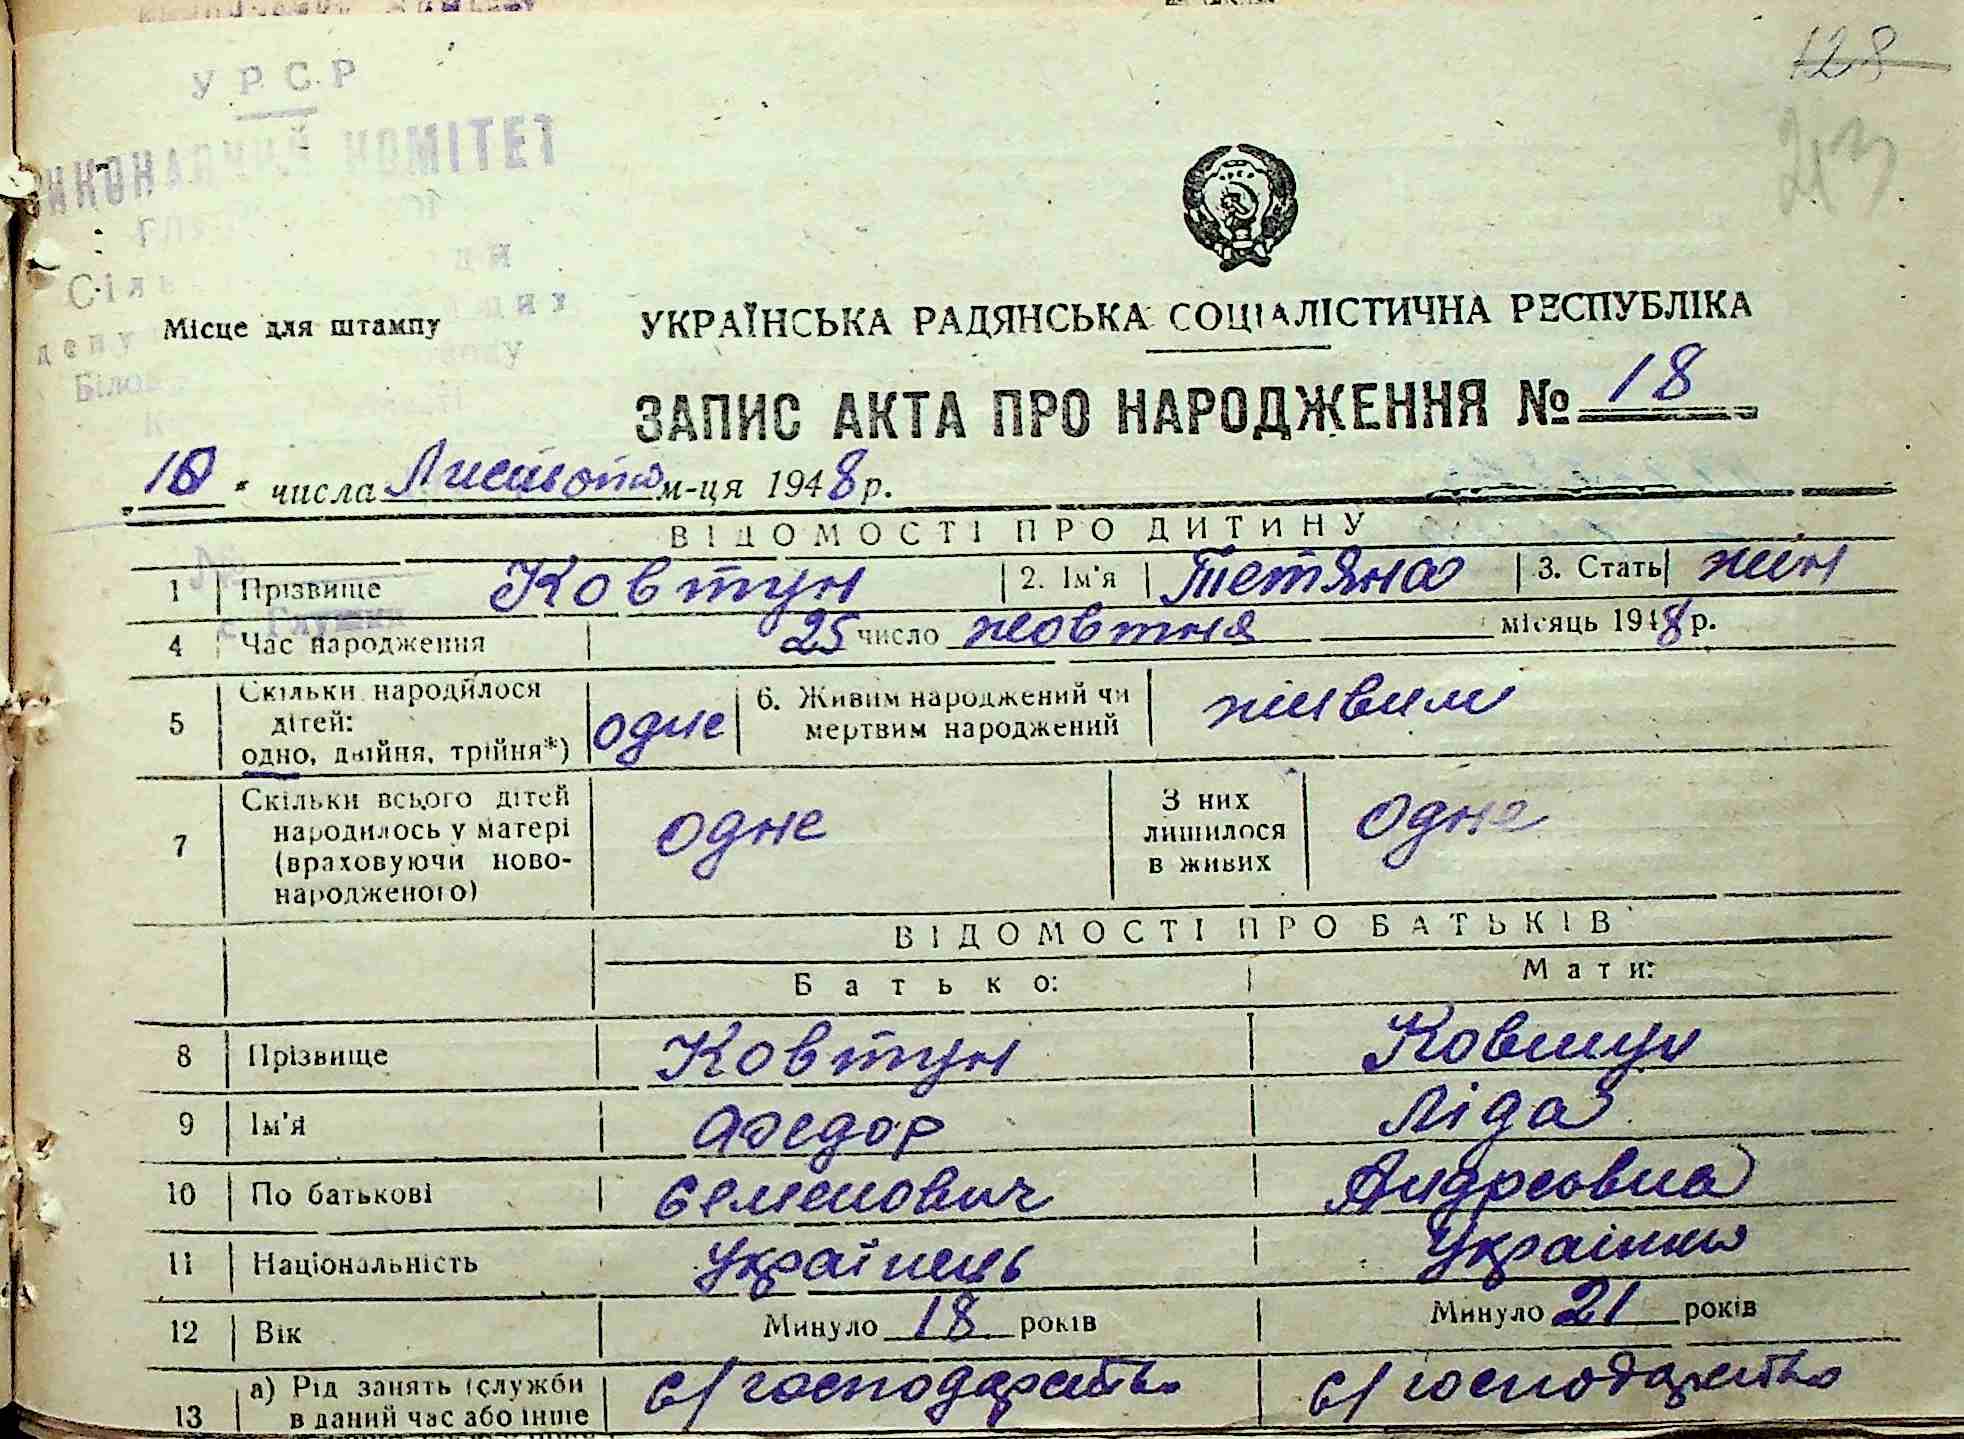 128
213
У Р С Р
ВИКОНАВЧИЙ КОМІТЕТ
Місце для штампу
УКРАЇНСЬКА РАДЯНСЬКА СОЦІАЛІСТИЧНА РЕСПУБЛІКА
ЗАПИС АКТА ПРО НАРОДЖЕННЯ № 18
числа Листопада м-ця 1948 р.
ВІДОМОСТІ ПРО ДИТИНУ
1 Прізвище Ковтун 2. Ім'я Тетяна 3. Стать жін
с. Глушки
4 Час народження 25 число жовтня місяць 1948 р.
5 Скільки народилося дітей: одно, двійня, трійня*) одне 6. Живим народжений чи мертвим народжений живим
7 Скільки всього дітей народилось у матері (враховуючи новонародженого) одне З них лишилося в живих одне
ВІДОМОСТІ ПРО БАТЬКІВ
Батько: Мати:
8 Прізвище Ковтун Ковтун
9 Ім'я Федор Ліда
10 По батькові Семенович Андреовна
11 Національність Українець Українка
12 Вік Минуло 18 років Минуло 21 років
13 а) Рід занять (служби в даний час або інше с/господарство с/господарство